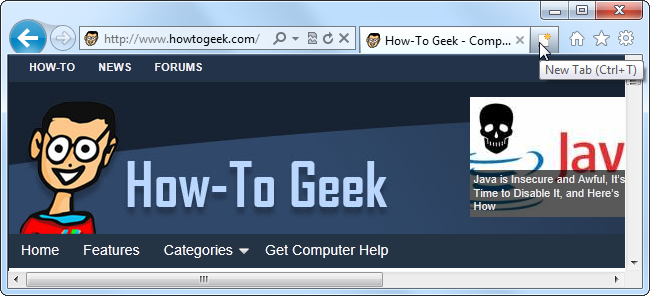 http://www.howtogeek.com/
How-To Geek - Comp...
New Tab (Ctrl+T)
HOW-TO NEWS FORUMS
How-To Geek
Jav
Java is Insecure and Awful, It's
Time to Disable It, and Here's
How
Home Features Categories Get Computer Help